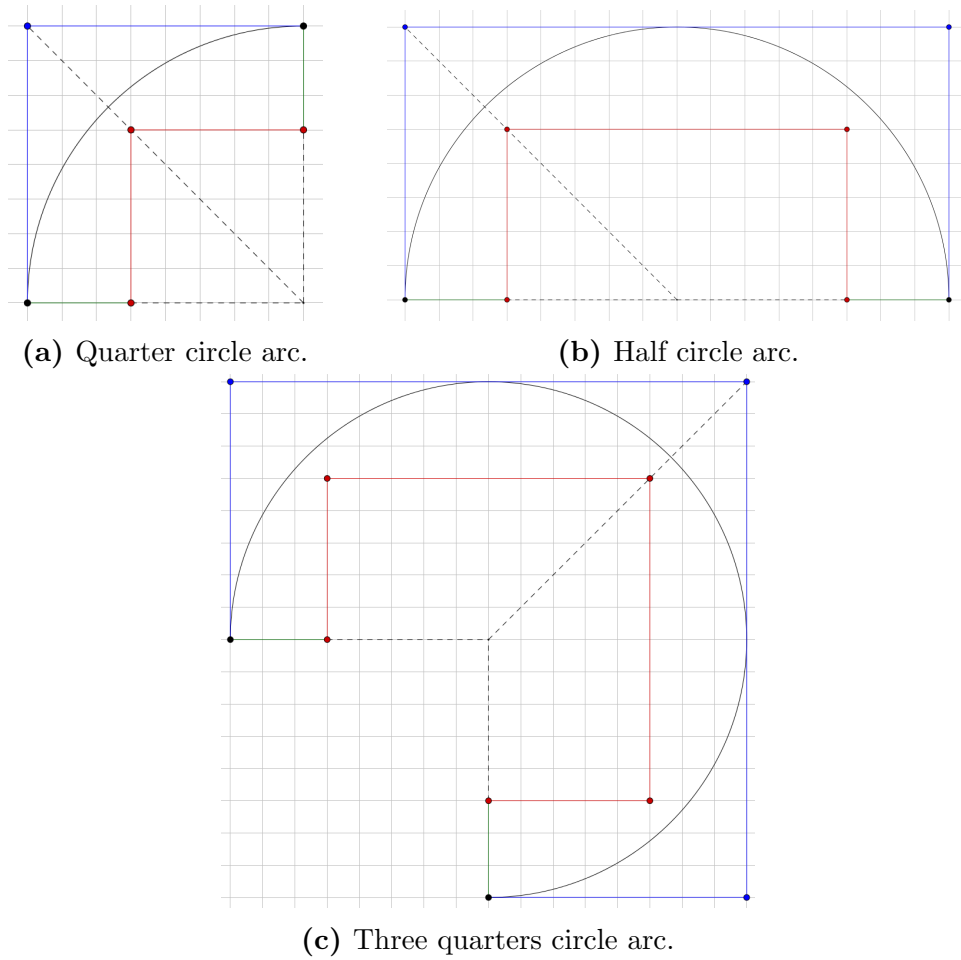 (a) Quarter circle arc.
(b) Half circle arc.
(c) Three quarters circle arc.